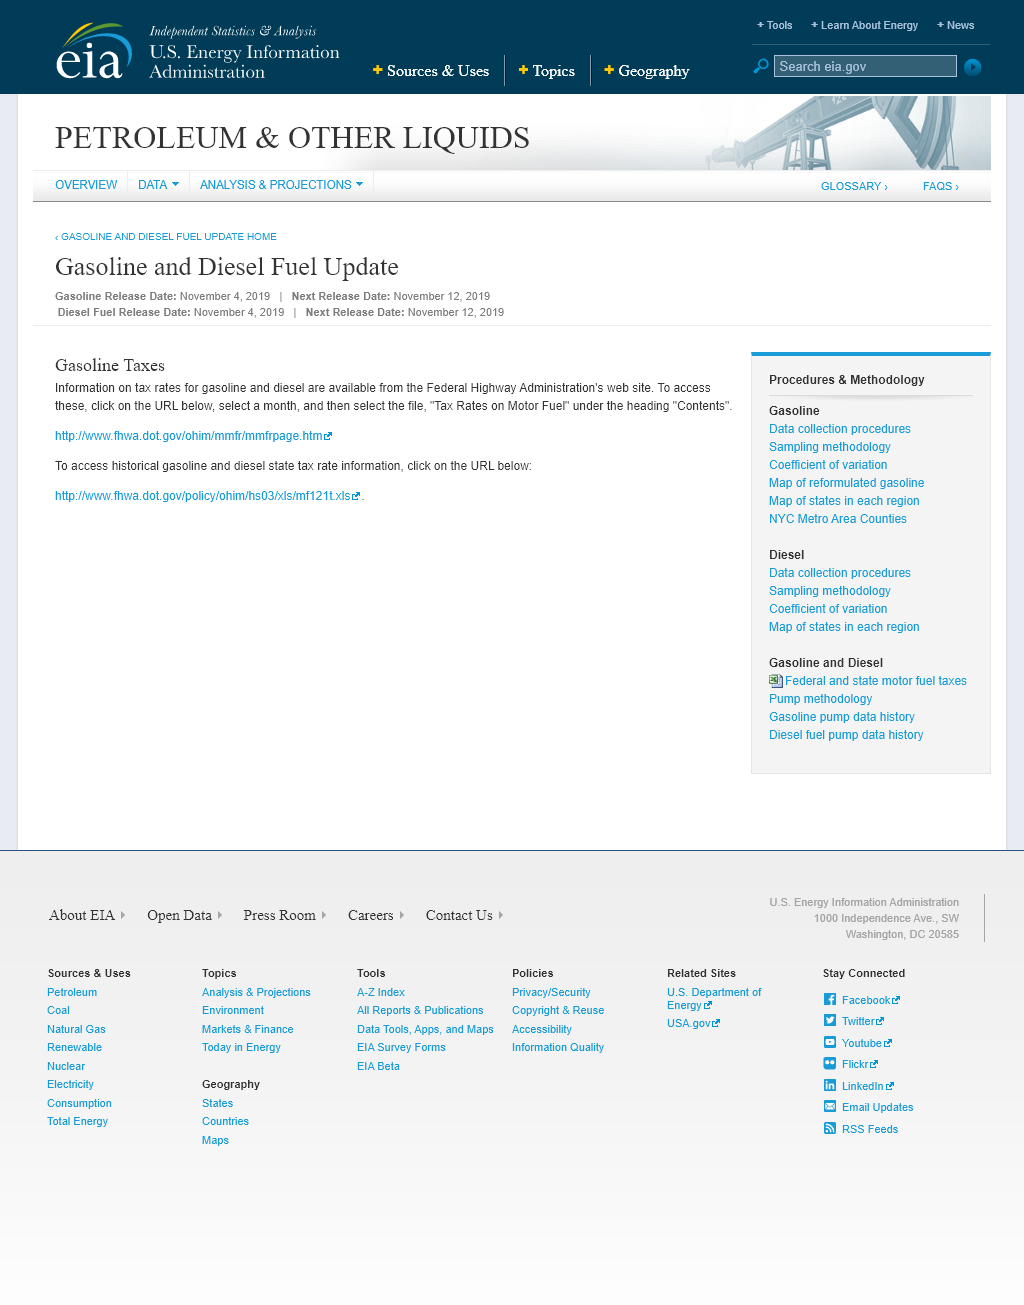 + Tools + Learn About Energy + News
Independent Statistics & Analysis
eia U.S. Energy Information
Administration
+ Sources & Uses + Topics + Geography
Search eia.gov
PETROLEUM & OTHER LIQUIDS
OVERVIEW DATA ANALYSIS & PROJECTIONS GLOSSARY › FAQS ›
‹ GASOLINE AND DIESEL FUEL UPDATE HOME
Gasoline and Diesel Fuel Update
Gasoline Release Date: November 4, 2019 | Next Release Date: November 12, 2019
Diesel Fuel Release Date: November 4, 2019 | Next Release Date: November 12, 2019
Gasoline Taxes
Information on tax rates for gasoline and diesel are available from the Federal Highway Administration's web site. To access
these, click on the URL below, select a month, and then select the file, "Tax Rates on Motor Fuel" under the heading "Contents".
http://www.fhwa.dot.gov/ohim/mmfr/mmfrpage.htm
To access historical gasoline and diesel state tax rate information, click on the URL below:
http://www.fhwa.dot.gov/policy/ohim/hs03/xls/mf121t.xls.
Procedures & Methodology
Gasoline
Data collection procedures
Sampling methodology
Coefficient of variation
Map of reformulated gasoline
Map of states in each region
NYC Metro Area Counties
Diesel
Data collection procedures
Sampling methodology
Coefficient of variation
Map of states in each region
Gasoline and Diesel
Federal and state motor fuel taxes
Pump methodology
Gasoline pump data history
Diesel fuel pump data history
About EIA Open Data Press Room Careers Contact Us
U.S. Energy Information Administration
1000 Independence Ave., SW
Washington, DC 20585
Sources & Uses
Petroleum
Coal
Natural Gas
Renewable
Nuclear
Electricity
Consumption
Total Energy
Topics
Analysis & Projections
Environment
Markets & Finance
Today in Energy
Geography
States
Countries
Maps
Tools
A-Z Index
All Reports & Publications
Data Tools, Apps, and Maps
EIA Survey Forms
EIA Beta
Policies
Privacy/Security
Copyright & Reuse
Accessibility
Information Quality
Related Sites
U.S. Department of
Energy
USA.gov
Stay Connected
Facebook
Twitter
Youtube
Flickr
LinkedIn
Email Updates
RSS Feeds